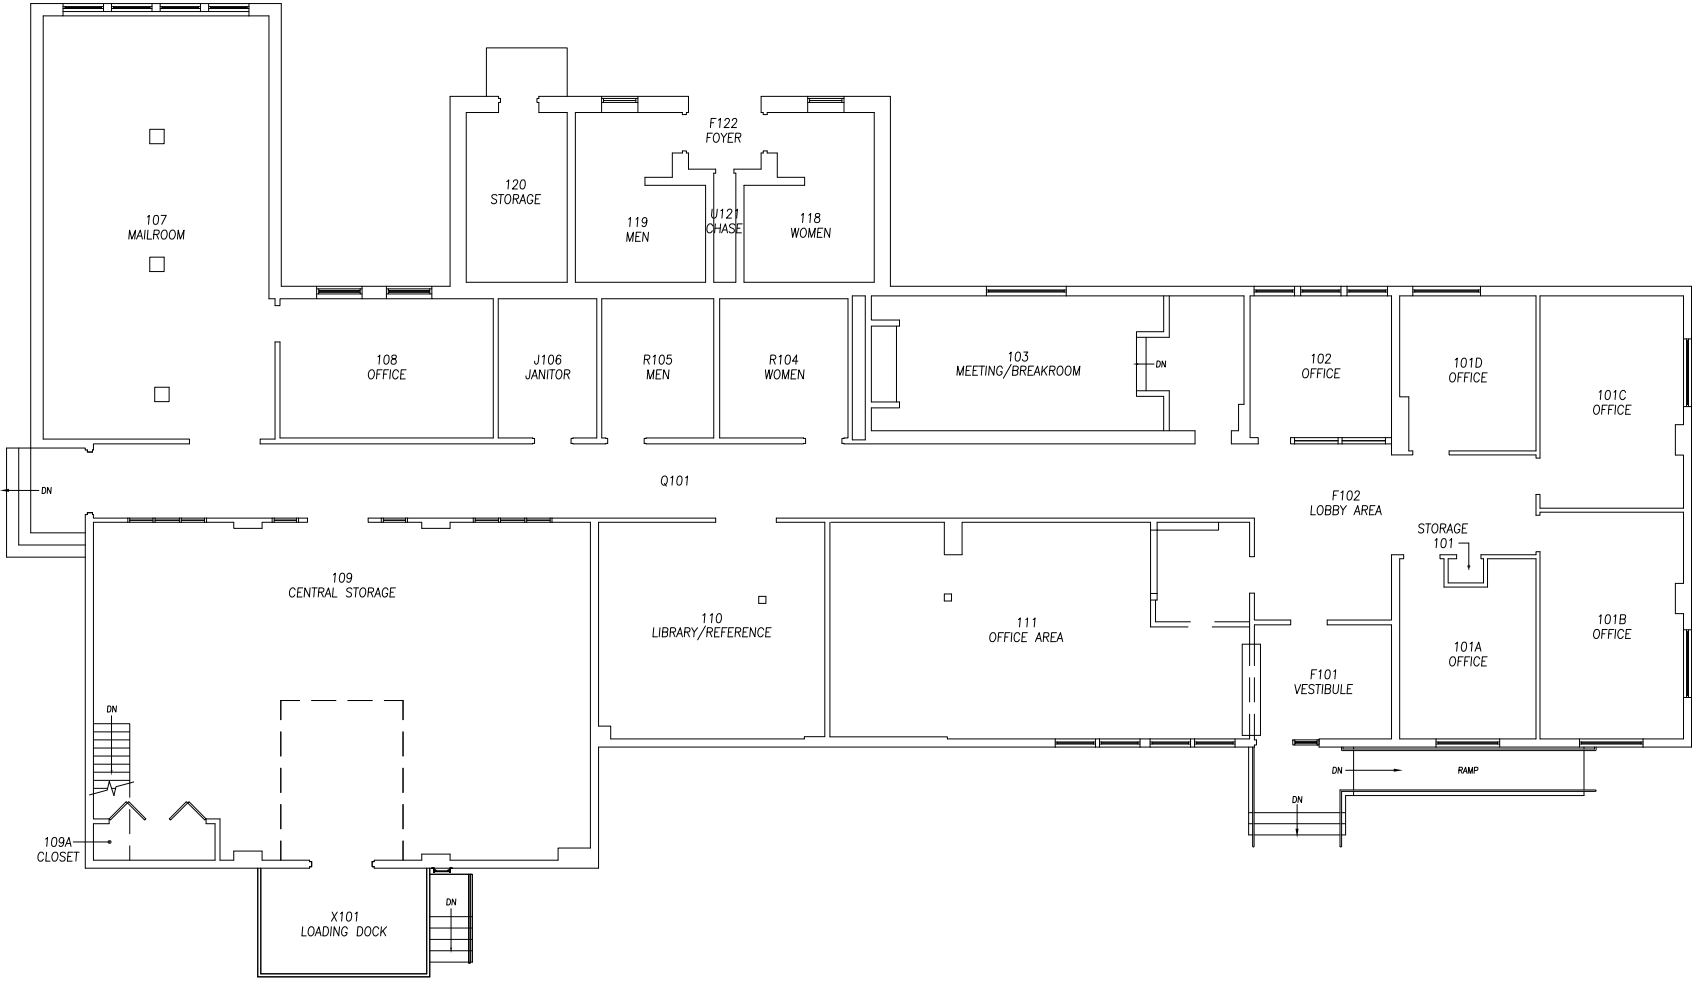 F122
FOYER
120
STORAGE
107
MAILROOM
119
MEN
U121
CHASE
118
WOMEN
108
OFFICE
J106
JANITOR
R105
MEN
R104
WOMEN
103
MEETING/BREAKROOM
DN
102
OFFICE
101D
OFFICE
101C
OFFICE
DN
Q101
F102
LOBBY AREA
STORAGE
101
109
CENTRAL STORAGE
110
LIBRARY/REFERENCE
111
OFFICE AREA
F101
VESTIBULE
101A
OFFICE
101B
OFFICE
DN
DN
RAMP
DN
109A
CLOSET
X101
LOADING DOCK
DN